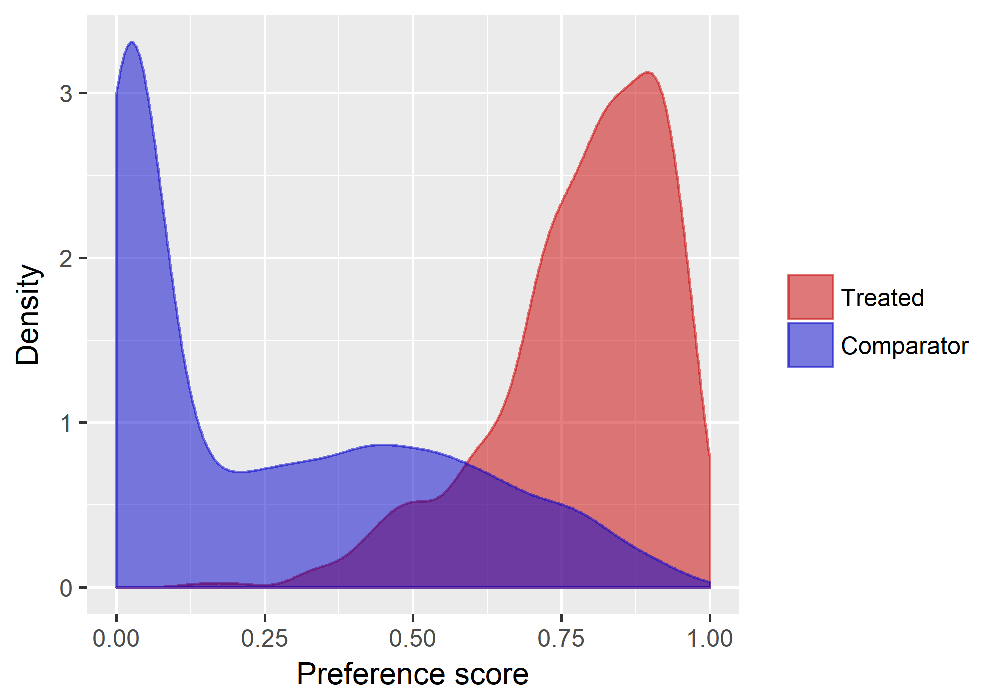 3
2
1
0
Density
0.00 0.25 0.50 0.75 1.00
Preference score
Treated
Comparator